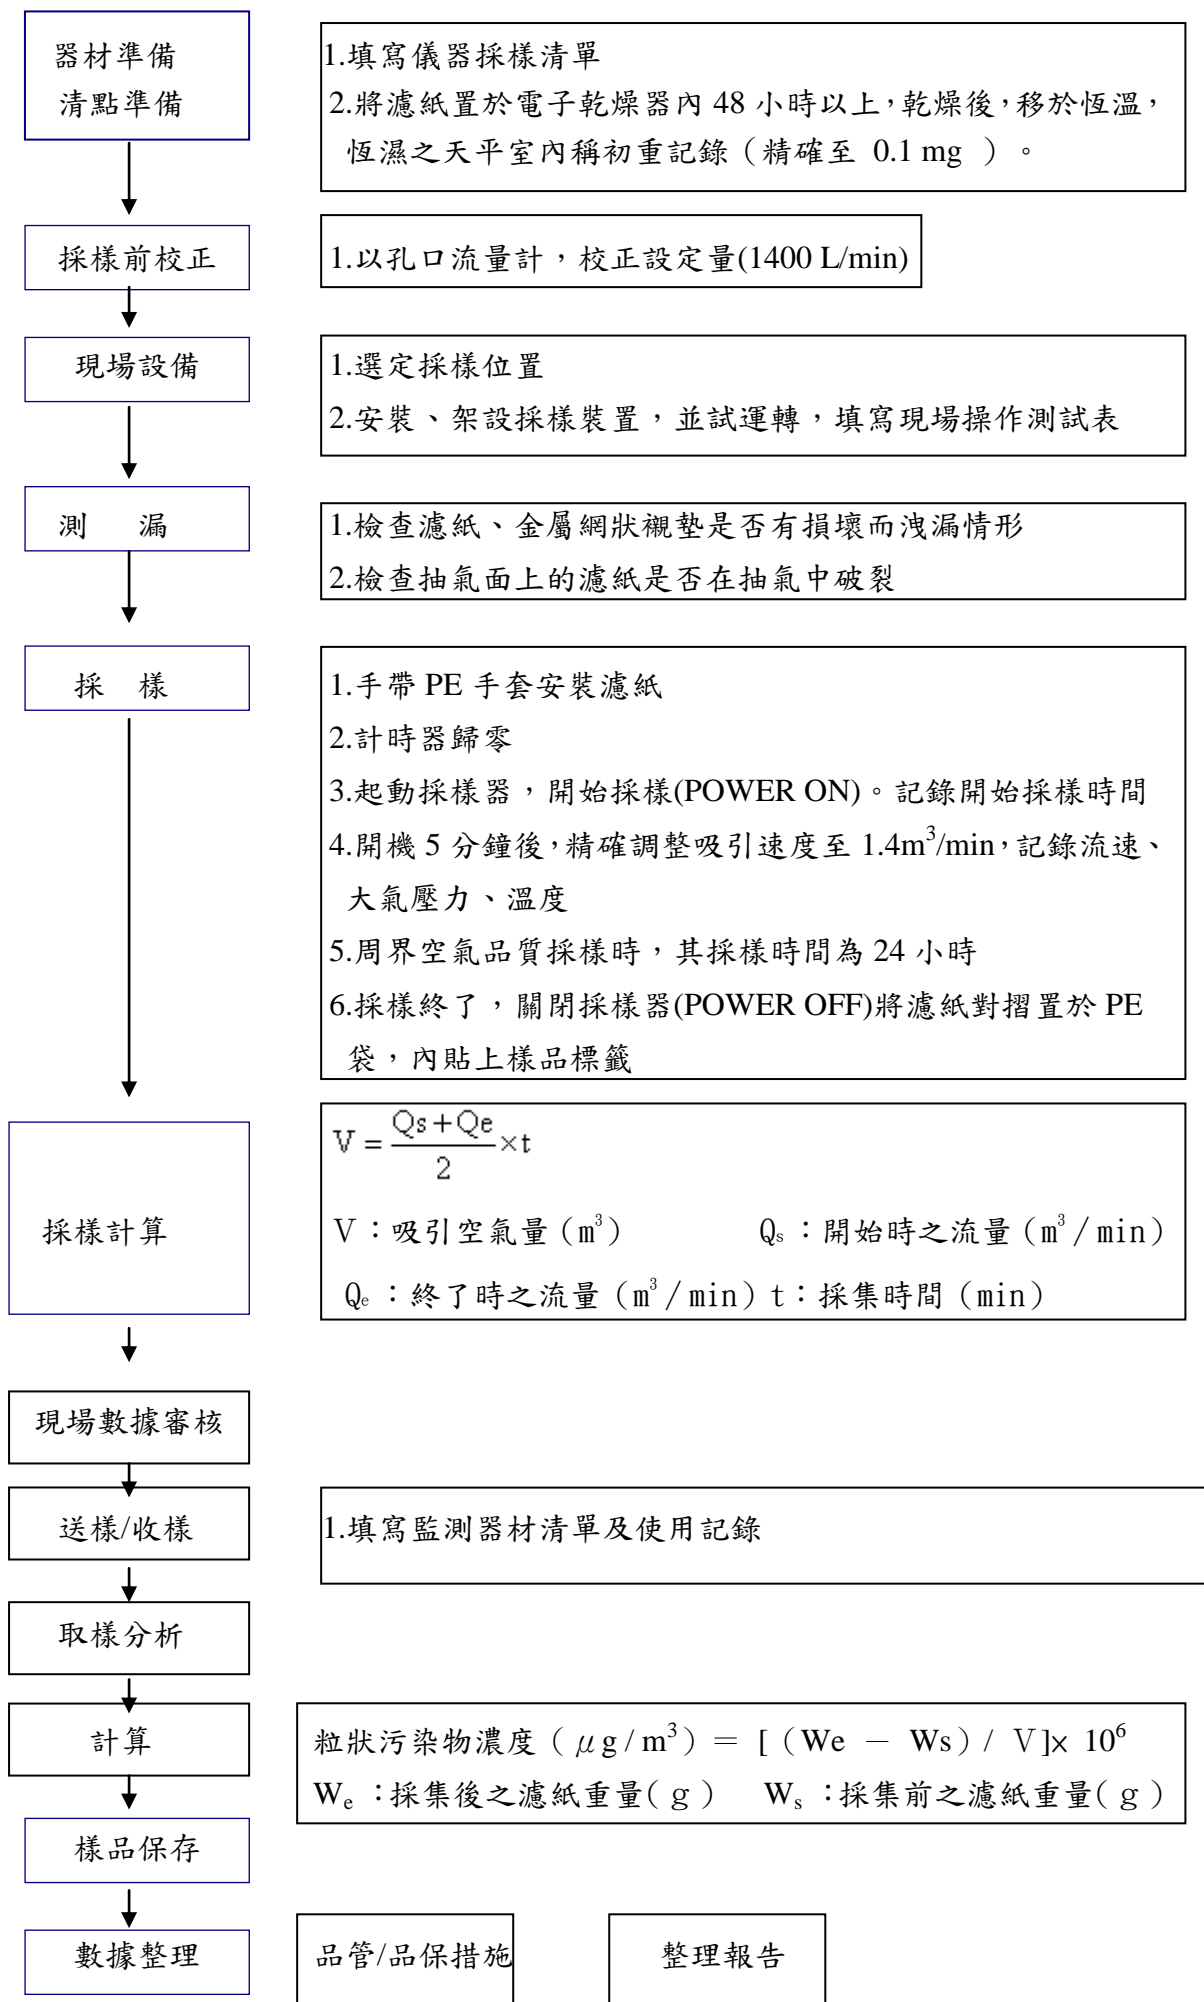 器材準備
清點準備
1.填寫儀器採樣清單
2.將濾紙置於電子乾燥器內 48 小時以上,乾燥後,移於恆溫,
恆濕之天平室內稱初重記錄（精確至 0.1 mg ）。
採樣前校正
1.以孔口流量計，校正設定量(1400 L/min)
現場設備
1.選定採樣位置
2.安裝、架設採樣裝置，並試運轉，填寫現場操作測試表
測 漏
1.檢查濾紙、金屬網狀襯墊是否有損壞而洩漏情形
2.檢查抽氣面上的濾紙是否在抽氣中破裂
採 樣
1.手帶 PE 手套安裝濾紙
2.計時器歸零
3.起動採樣器，開始採樣(POWER ON)。記錄開始採樣時間
4.開機 5 分鐘後,精確調整吸引速度至 1.4m³/min,記錄流速、
大氣壓力、溫度
5.周界空氣品質採樣時，其採樣時間為 24 小時
6.採樣終了，關閉採樣器(POWER OFF)將濾紙對摺置於 PE
袋，內貼上樣品標籤
採樣計算
V = (Qs+Qe)/2 ×t
V：吸引空氣量（m³） Qs：開始時之流量（m³／min）
Qe：終了時之流量（m³／min）t：採集時間（min）
現場數據審核
送樣/收樣
1.填寫監測器材清單及使用記錄
取樣分析
計算
粒狀污染物濃度（μg/m³）＝［（We － Ws）/ V]× 10⁶
We：採集後之濾紙重量(ｇ) Ws：採集前之濾紙重量(ｇ)
樣品保存
數據整理
品管/品保措施
整理報告